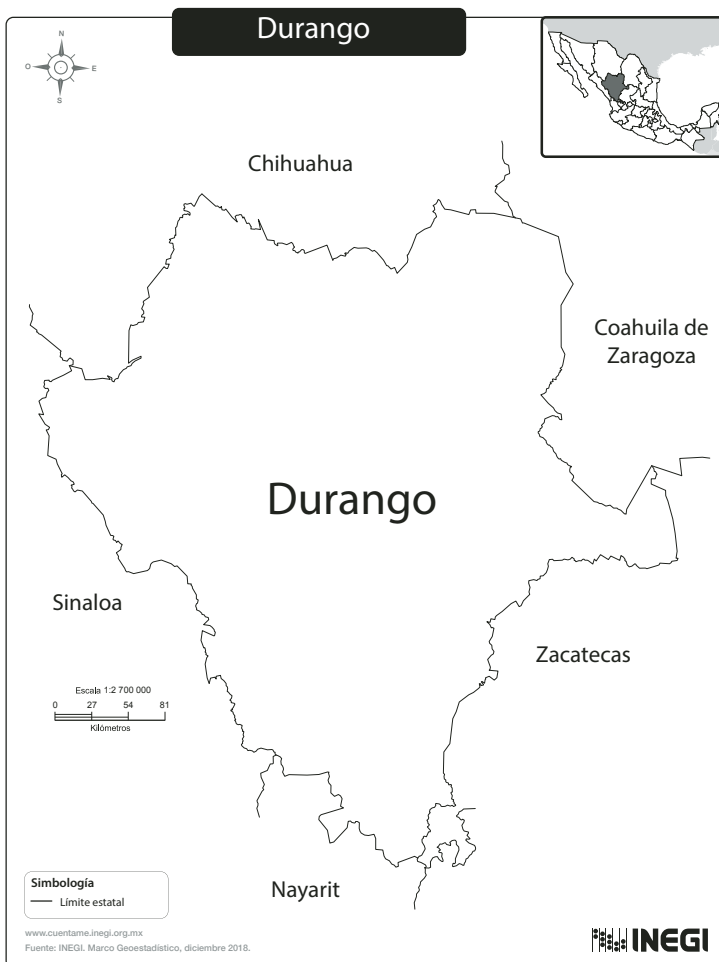 Durango
N
O
E
S
Chihuahua
Coahuila de
Zaragoza
Durango
Sinaloa
Zacatecas
Escala 1:2 700 000
0 27 54 81
Kilómetros
Nayarit
Simbología
Límite estatal
www.cuentame.inegi.org.mx
Fuente: INEGI. Marco Geoestadístico, diciembre 2018.
INEGI